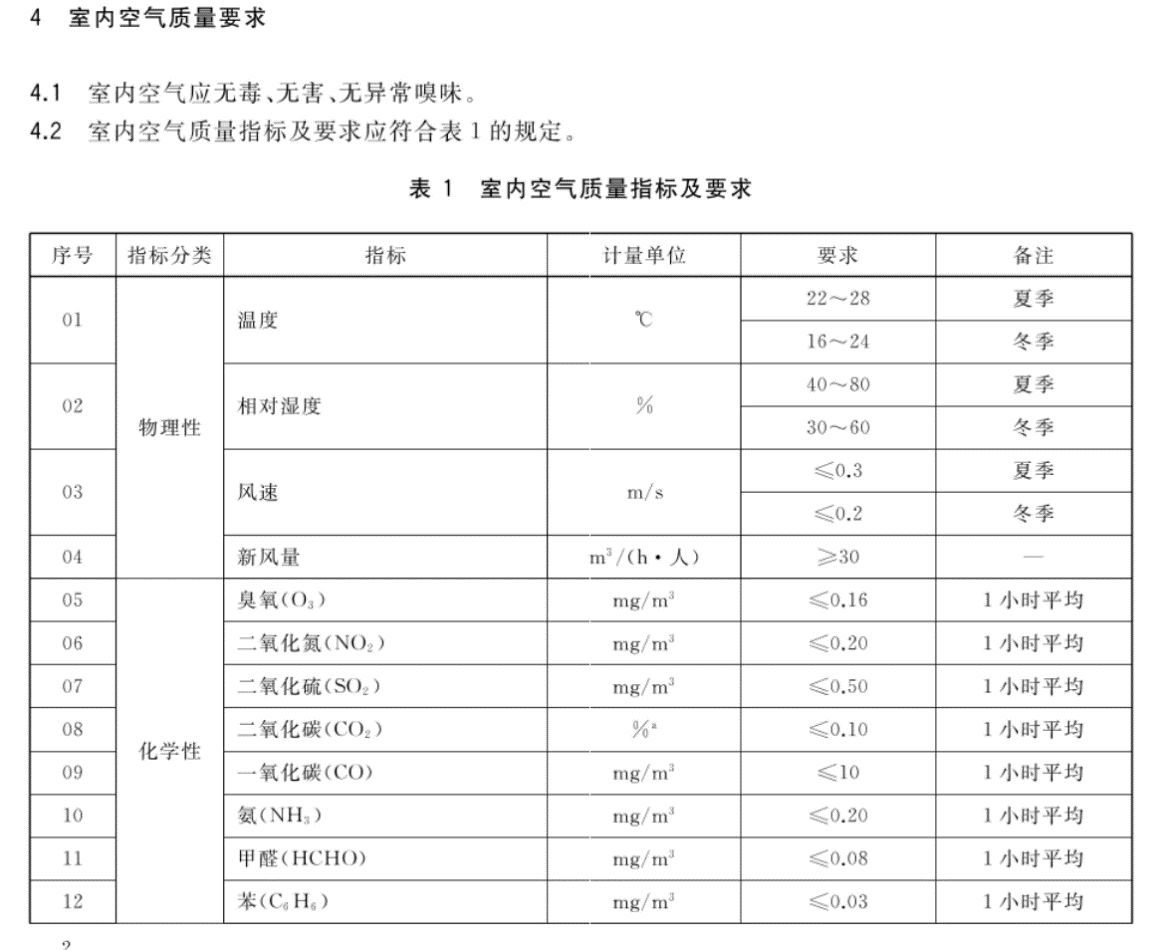 4 室内空气质量要求
4.1 室内空气应无毒、无害、无异常嗅味。
4.2 室内空气质量指标及要求应符合表 1 的规定。
表 1 室内空气质量指标及要求
序号 指标分类 指标 计量单位 要求 备注
01 物理性 温度 ℃ 22～28 夏季
16～24 冬季
02 相对湿度 % 40～80 夏季
30～60 冬季
03 风速 m/s ≤0.3 夏季
≤0.2 冬季
04 新风量 m³/(h·人) ≥30 —
05 化学性 臭氧(O₃) mg/m³ ≤0.16 1 小时平均
06 二氧化氮(NO₂) mg/m³ ≤0.20 1 小时平均
07 二氧化硫(SO₂) mg/m³ ≤0.50 1 小时平均
08 二氧化碳(CO₂) %ᵃ ≤0.10 1 小时平均
09 一氧化碳(CO) mg/m³ ≤10 1 小时平均
10 氨(NH₃) mg/m³ ≤0.20 1 小时平均
11 甲醛(HCHO) mg/m³ ≤0.08 1 小时平均
12 苯(C₆H₆) mg/m³ ≤0.03 1 小时平均